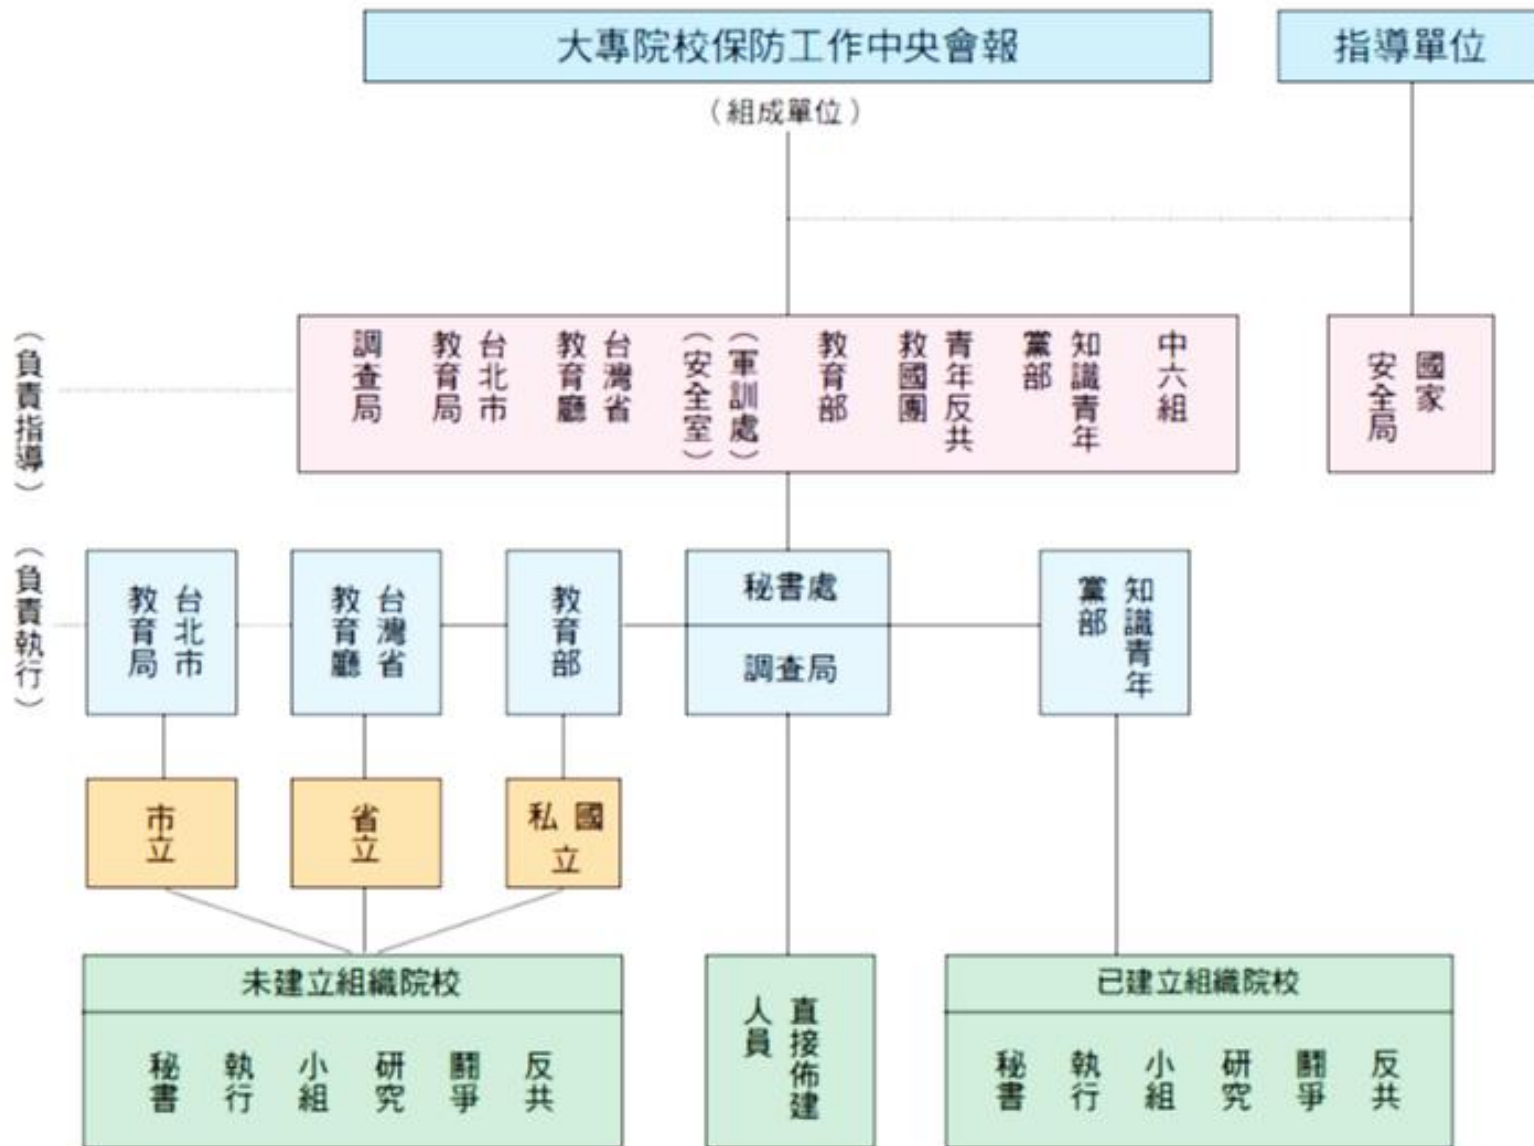 大專院校保防工作中央會報
指導單位
（組成單位）
（負責指導）
中六組
知識青年
黨部
青年反共
救國團
教育部
（軍訓處）
（安全室）
台灣省
教育廳
台北市
教育局
調查局
國家
安全局
（負責執行）
台北市
教育局
台灣省
教育廳
教育部
秘書處
調查局
知識青年
黨部
市立
省立
國私
立
未建立組織院校
反共
鬪爭
研究
小組
執行
秘書
直接佈建
人員
已建立組織院校
反共
鬪爭
研究
小組
執行
秘書